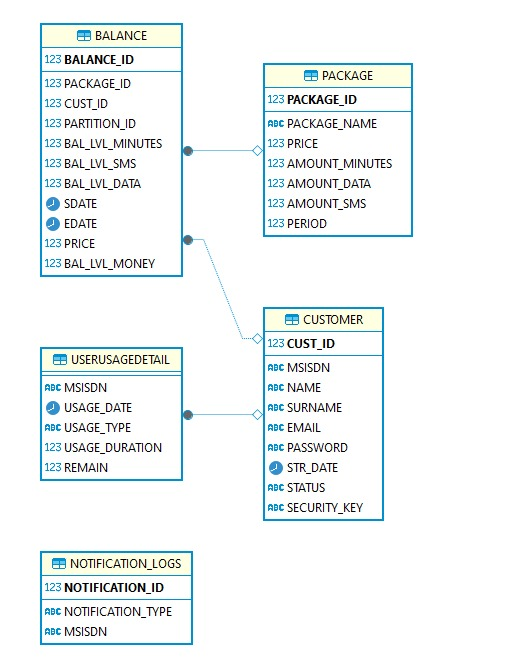 BALANCE
123 BALANCE_ID
123 PACKAGE_ID
123 CUST_ID
123 PARTITION_ID
123 BAL_LVL_MINUTES
123 BAL_LVL_SMS
123 BAL_LVL_DATA
SDATE
EDATE
123 PRICE
123 BAL_LVL_MONEY
PACKAGE
123 PACKAGE_ID
ABC PACKAGE_NAME
123 PRICE
123 AMOUNT_MINUTES
123 AMOUNT_DATA
123 AMOUNT_SMS
123 PERIOD
CUSTOMER
123 CUST_ID
ABC MSISDN
ABC NAME
ABC SURNAME
ABC EMAIL
ABC PASSWORD
STR_DATE
ABC STATUS
ABC SECURITY_KEY
USERUSAGEDETAIL
ABC MSISDN
USAGE_DATE
ABC USAGE_TYPE
123 USAGE_DURATION
123 REMAIN
NOTIFICATION_LOGS
123 NOTIFICATION_ID
ABC NOTIFICATION_TYPE
ABC MSISDN